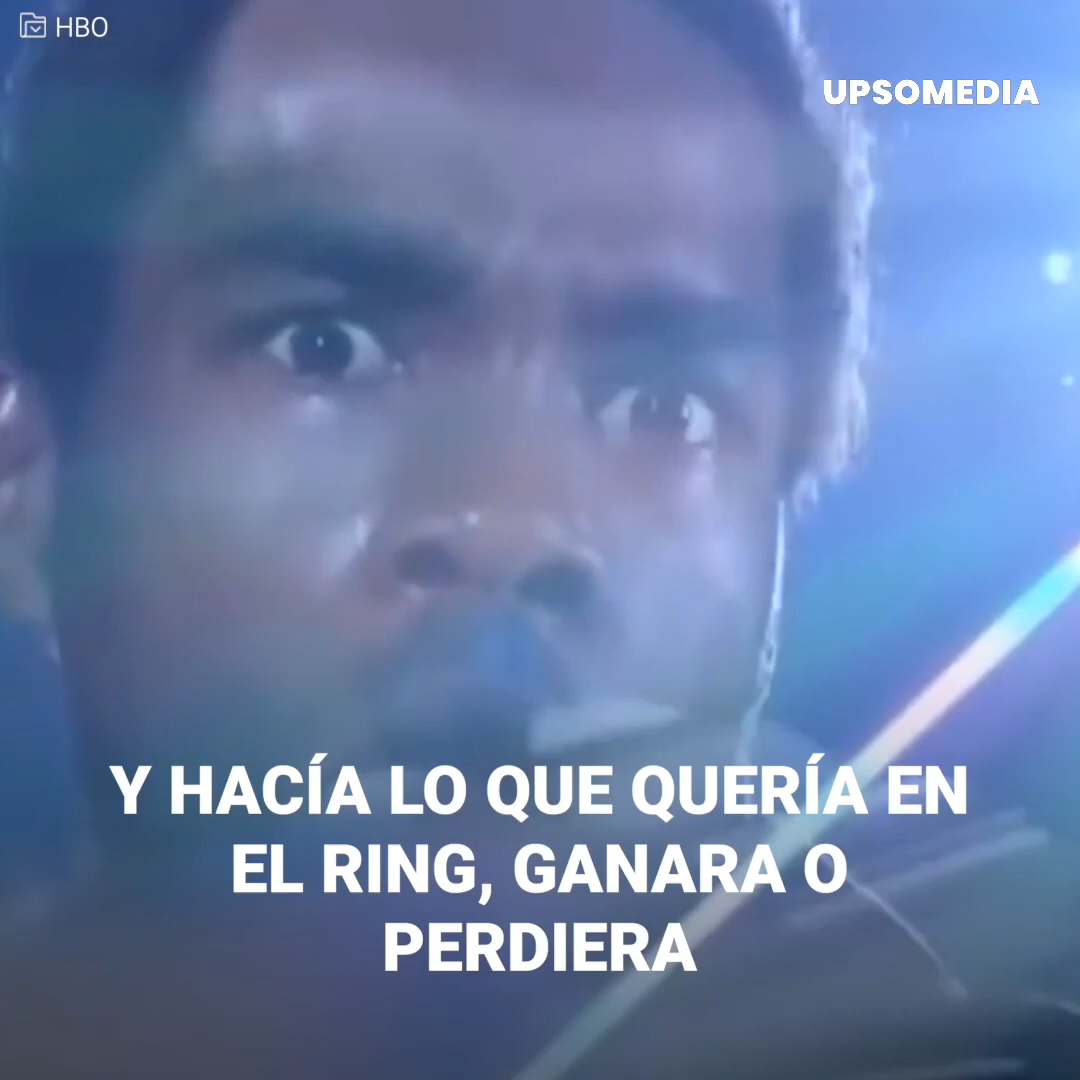 HBO
UPSOMEDIA
Y HACÍA LO QUE QUERÍA EN
EL RING, GANARA O
PERDIERA